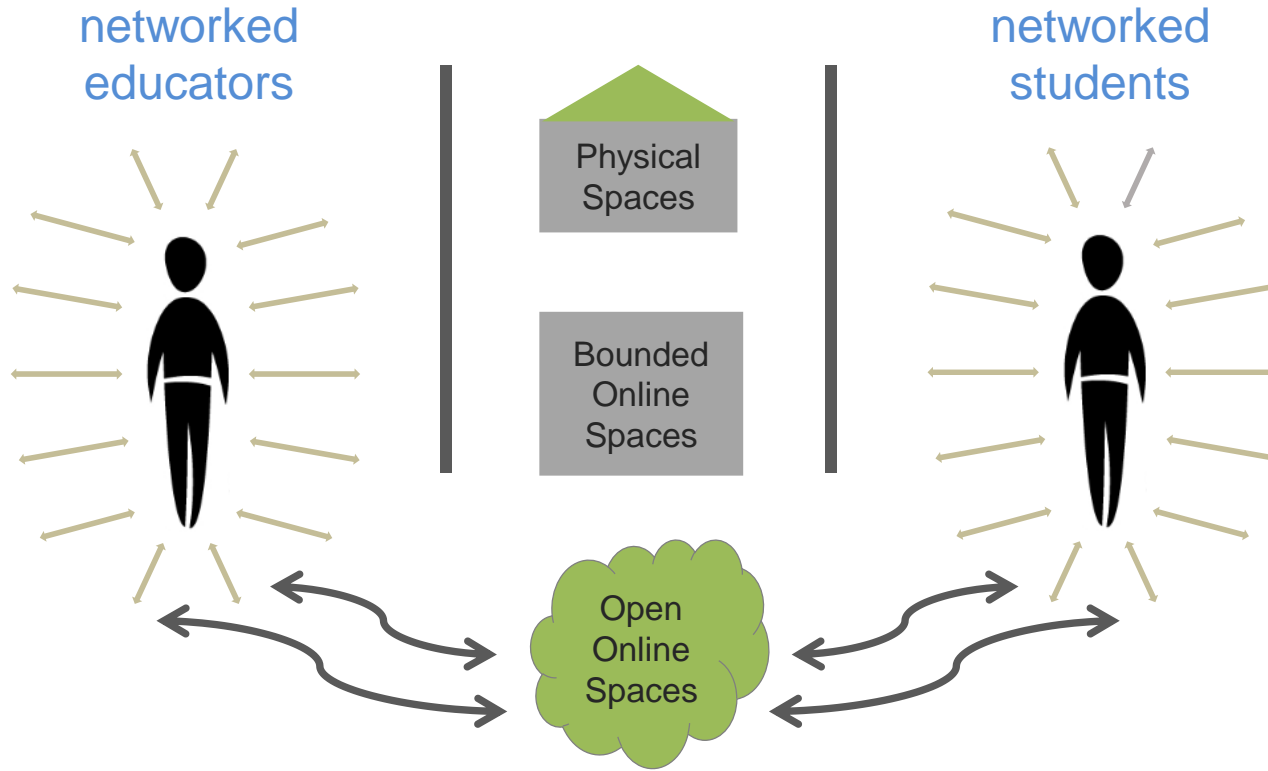 networked
educators
networked
students
Physical
Spaces
Bounded
Online
Spaces
Open
Online
Spaces